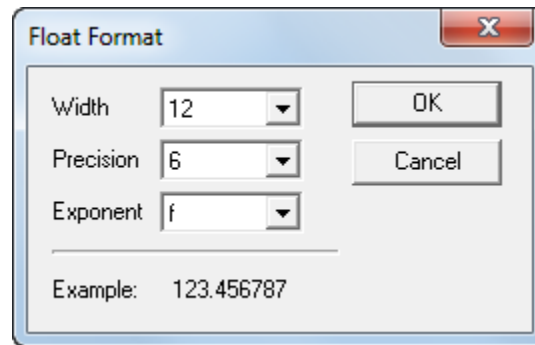 Float Format
Width 12 OK
Precision 6 Cancel
Exponent f
Example: 123.456787